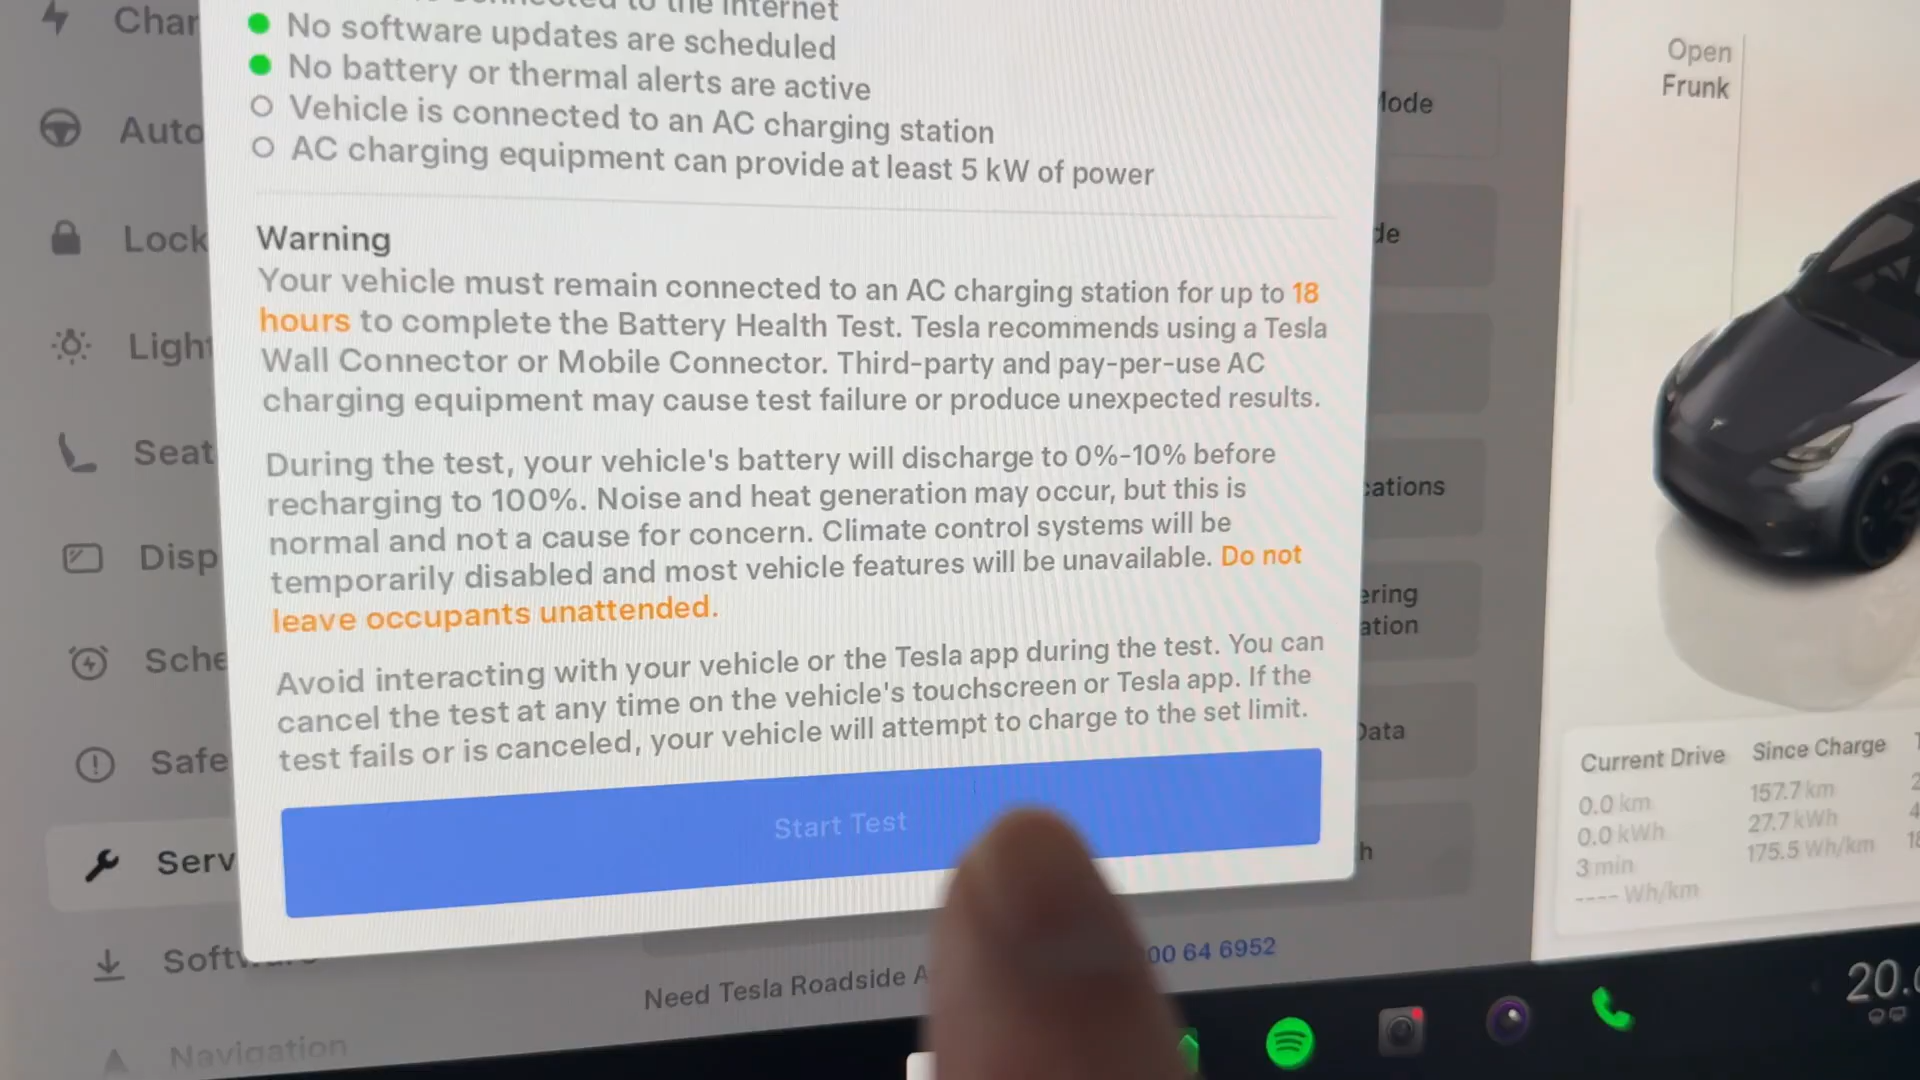 to the internet
No software updates are scheduled
No battery or thermal alerts are active
Vehicle is connected to an AC charging station
AC charging equipment can provide at least 5 kW of power
Warning
Your vehicle must remain connected to an AC charging station for up to 18
hours to complete the Battery Health Test. Tesla recommends using a Tesla
Wall Connector or Mobile Connector. Third-party and pay-per-use AC
charging equipment may cause test failure or produce unexpected results.
During the test, your vehicle's battery will discharge to 0%-10% before
recharging to 100%. Noise and heat generation may occur, but this is
normal and not a cause for concern. Climate control systems will be
temporarily disabled and most vehicle features will be unavailable. Do not
leave occupants unattended.
Avoid interacting with your vehicle or the Tesla app during the test. You can
cancel the test at any time on the vehicle's touchscreen or Tesla app. If the
test fails or is canceled, your vehicle will attempt to charge to the set limit.
Start Test
Char
Auto
Lock
Ligh
Seat
Disp
Sche
Safe
Serv
Softw
Navigation
ode
de
cations
ering
ation
Data
h
Need Tesla Roadside A
00 64 6952
Open
Frunk
Current Drive
0.0 km
0.0 kWh
3 min
---- Wh/km
Since Charge
157.7 km
27.7 kWh
175.5 Wh/km
20.